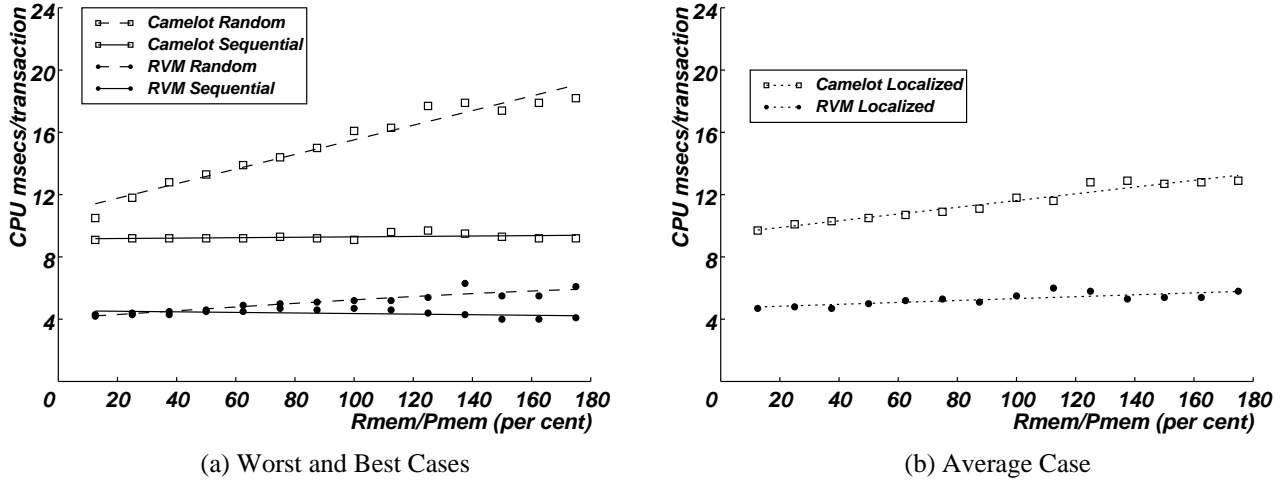 CPU msecs/transaction
24
20
16
12
8
4
0
20
40
60
80
100
120
140
160
180
Rmem/Pmem (per cent)
Camelot Random
Camelot Sequential
RVM Random
RVM Sequential
(a) Worst and Best Cases
CPU msecs/transaction
24
20
16
12
8
4
0
20
40
60
80
100
120
140
160
180
Rmem/Pmem (per cent)
Camelot Localized
RVM Localized
(b) Average Case